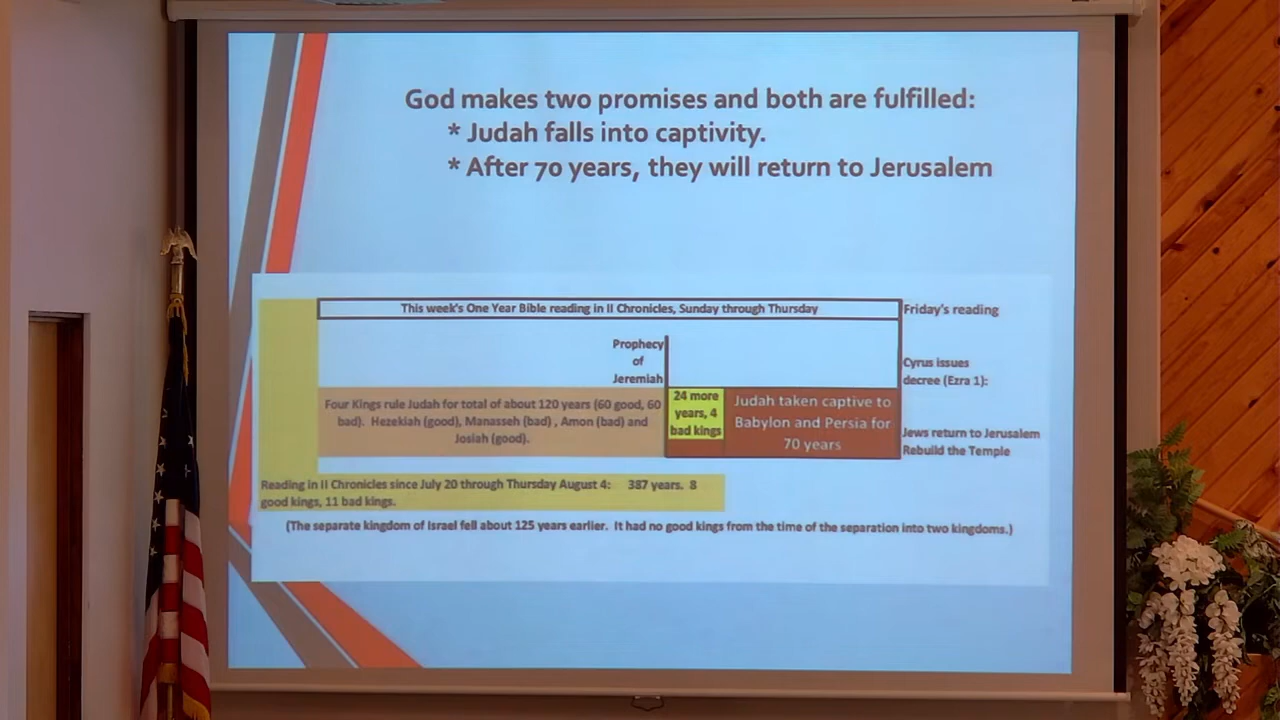 God makes two promises and both are fulfilled:
* Judah falls into captivity.
* After 70 years, they will return to Jerusalem
This week's One Year Bible reading in II Chronicles, Sunday through Thursday
Friday's reading
Prophecy
of
Jeremiah
Cyrus issues
decree (Ezra 1):
Four Kings rule Judah for total of about 120 years (60 good, 60
bad). Hezekiah (good), Manasseh (bad) , Amon (bad) and
Josiah (good).
24 more
years, 4
bad kings
Judah taken captive to
Babylon and Persia for
70 years
Jews return to Jerusalem
Rebuild the Temple
Reading in II Chronicles since July 20 through Thursday August 4: 387 years. 8
good kings, 11 bad kings.
(The separate kingdom of Israel fell about 125 years earlier. It had no good kings from the time of the separation into two kingdoms.)